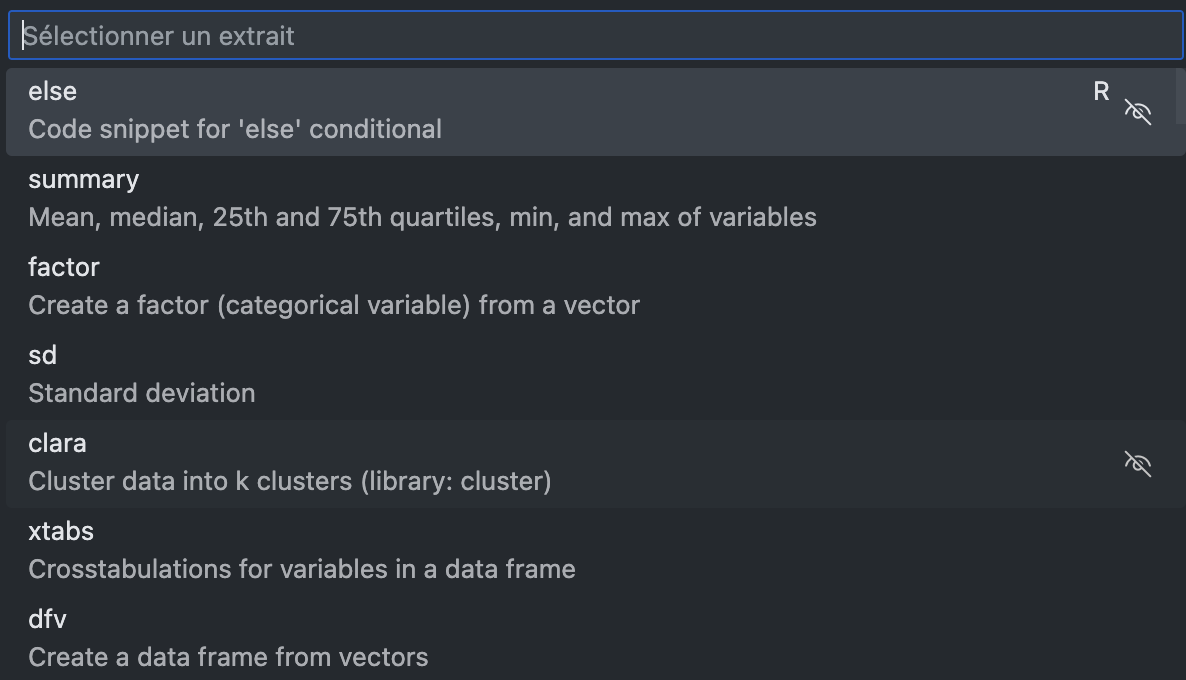 Sélectionner un extrait
else R
Code snippet for 'else' conditional
summary
Mean, median, 25th and 75th quartiles, min, and max of variables
factor
Create a factor (categorical variable) from a vector
sd
Standard deviation
clara
Cluster data into k clusters (library: cluster)
xtabs
Crosstabulations for variables in a data frame
dfv
Create a data frame from vectors